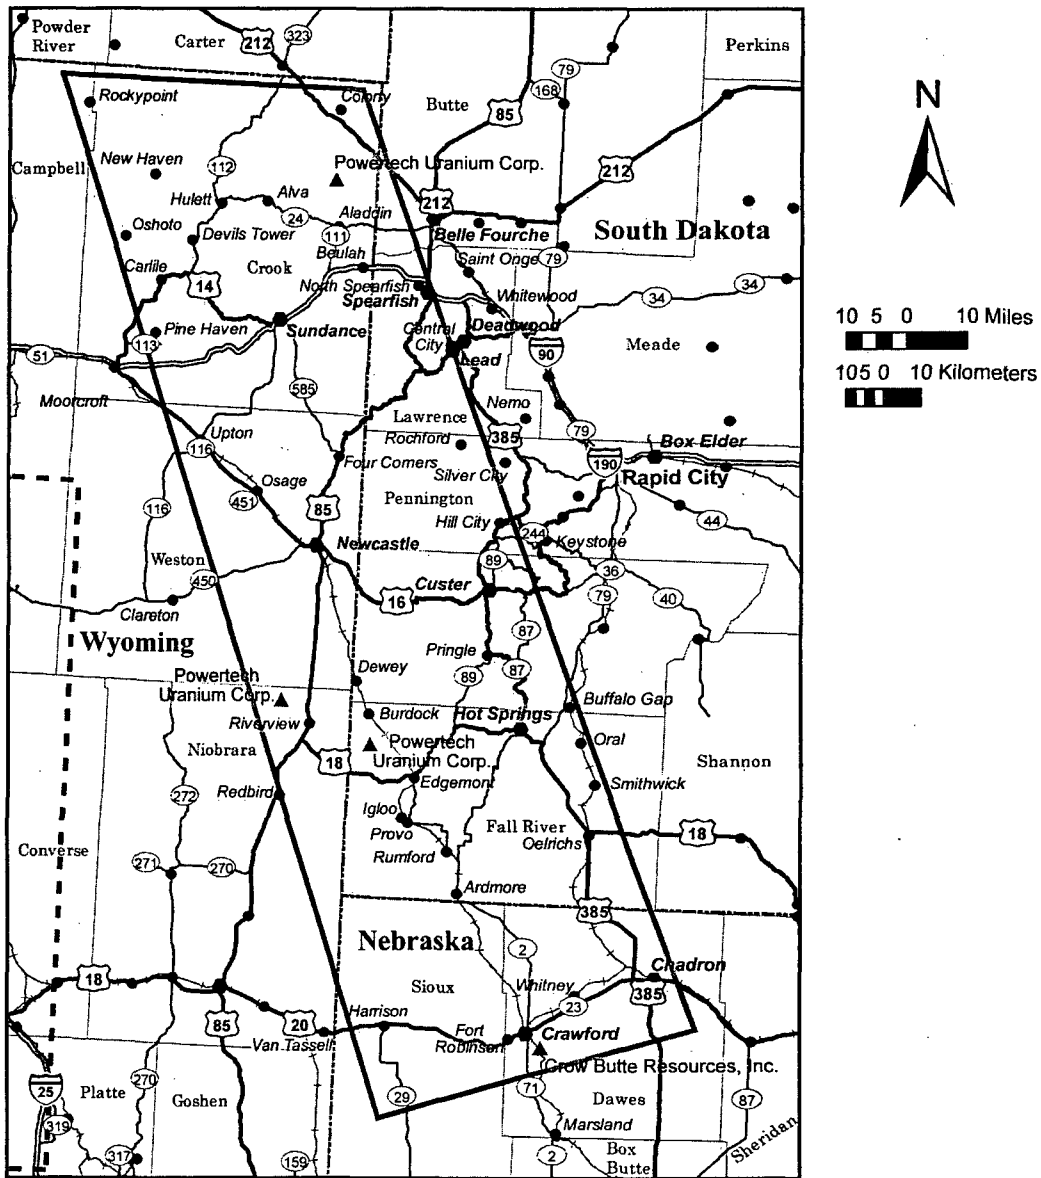 Powder
River
Carter
212
323
Perkins
79
168
Butte
85
Rockypoint
Colony
N
New Haven
Campbell
112
Powertech Uranium Corp.
212
Hulett
Alva
24
Aladdin
212
South Dakota
Oshoto
Devils Tower
111
Belle Fourche
Beulah
Saint Onge
79
Carlile
Crook
14
North Spearfish
Spearfish
Whitewood
34
34
10 5 0 10 Miles
Pine Haven
Sundance
Central
City
Deadwood
113
Lead
90
Meade
51
105 0 10 Kilometers
585
Moorcroft
Nemo
Lawrence
Upton
116
Rochford
385
79
Box Elder
Four Corners
Silver City
190
Rapid City
Osage
451
Pennington
116
85
Hill City
44
244
Keystone
Newcastle
89
Weston
450
Custer
36
16
79
40
Clareton
Wyoming
87
Pringle
Dewey
89
87
Powertech
Uranium Corp.
Buffalo Gap
Burdock
Hot Springs
Riverview
Powertech
Uranium Corp.
Oral
Niobrara
18
Shannon
Edgemont
Smithwick
Redbird
272
Igloo
Provo
Fall River
Oelrichs
18
Converse
Rumford
271
270
Ardmore
385
Nebraska
2
Chadron
18
Sioux
Whitney
385
23
85
20
Harrison
Fort
Robinson
Crawford
Van Tassell
Crow Butte Resources, Inc.
270
25
Platte
Goshen
29
71
Dawes
87
319
Marsland
Sheridan
317
159
2
Box
Butte